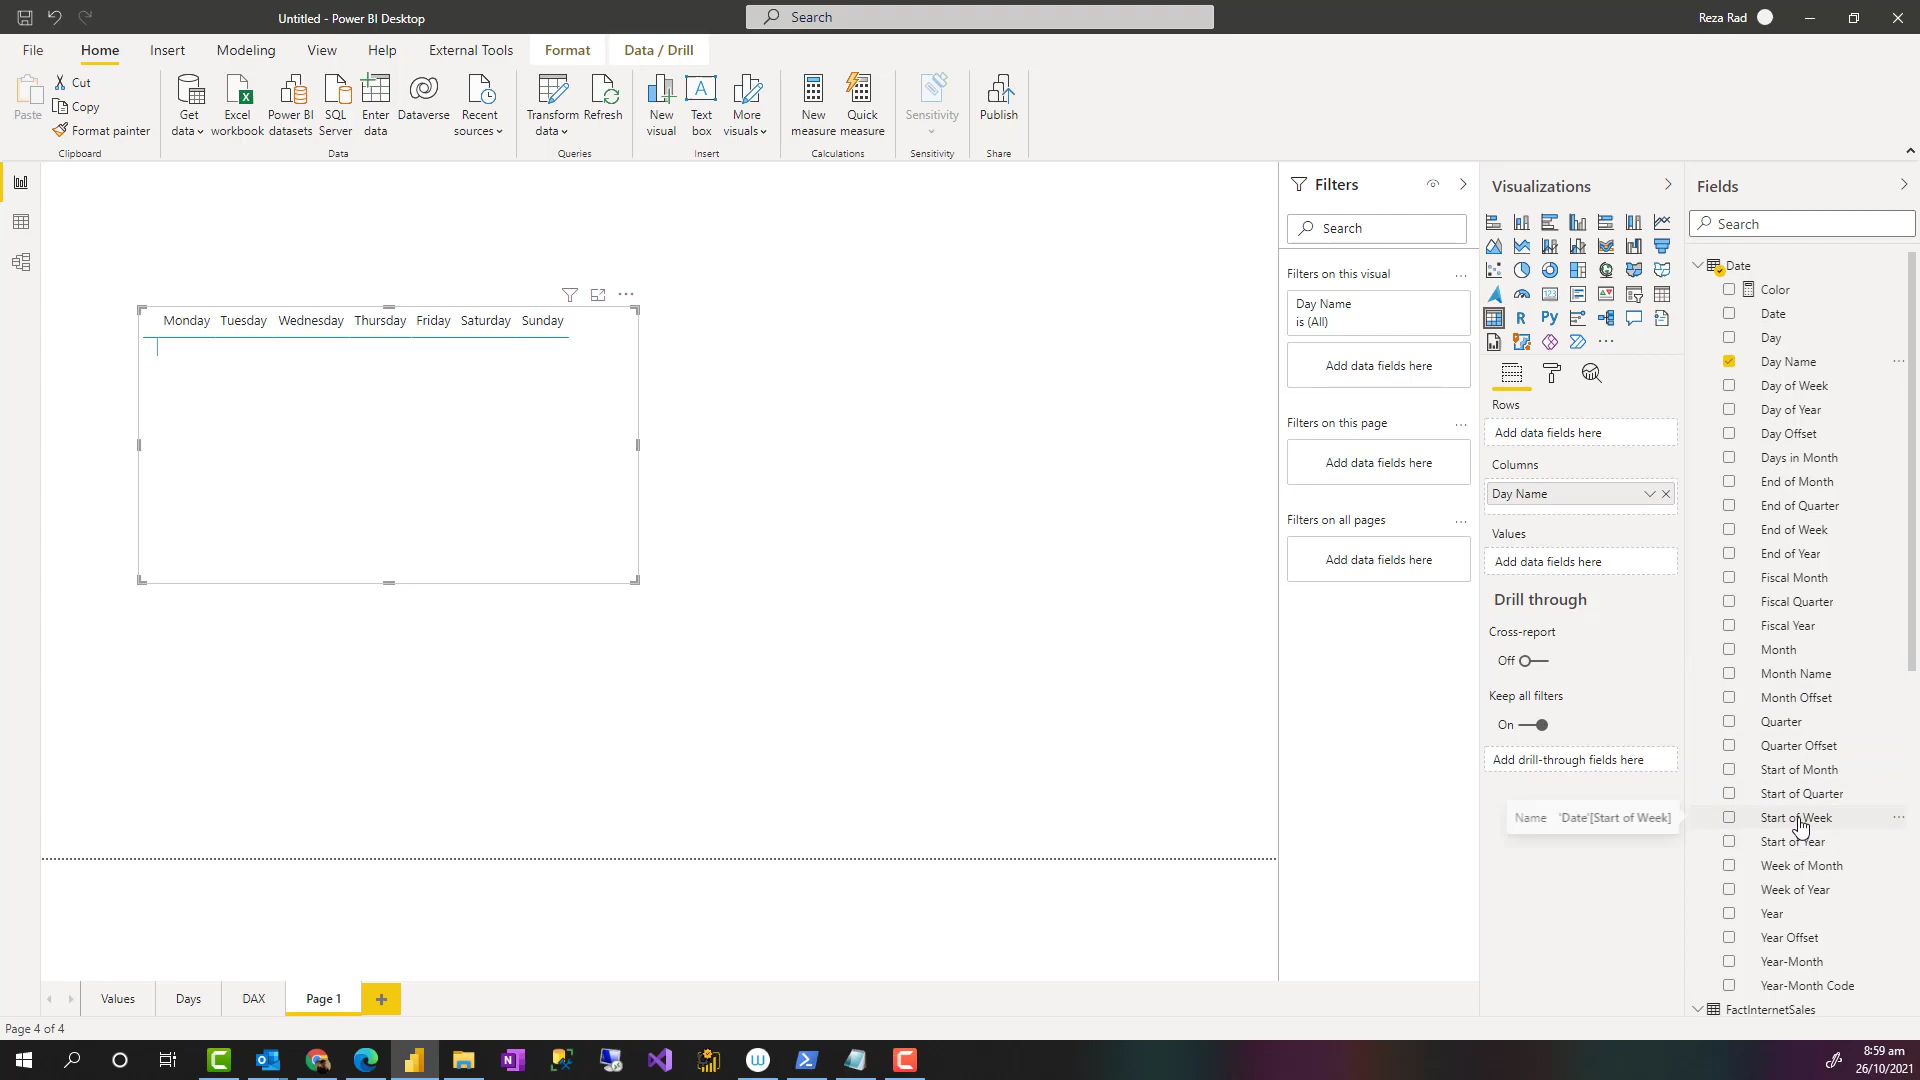 Untitled - Power BI Desktop
Search
Reza Rad
File
Home
Insert
Modeling
View
Help
External Tools
Format
Data / Drill
Paste
Cut
Copy
Format painter
Clipboard
Get data
Excel workbook
Power BI datasets
SQL Server
Enter data
Dataverse
Recent sources
Data
Transform data
Refresh
Queries
New visual
Text box
More visuals
Insert
New measure
Quick measure
Calculations
Sensitivity
Sensitivity
Publish
Share
Monday Tuesday Wednesday Thursday Friday Saturday Sunday
Filters
Search
Filters on this visual
...
Day Name
is (All)
Add data fields here
Filters on this page
...
Add data fields here
Filters on all pages
...
Add data fields here
Visualizations
R
Py
...
Rows
Add data fields here
Columns
Day Name
Values
Add data fields here
Drill through
Cross-report
Off
Keep all filters
On
Add drill-through fields here
Name 'Date'[Start of Week]
Fields
Search
Date
Color
Date
Day
Day Name
Day of Week
Day of Year
Day Offset
Days in Month
End of Month
End of Quarter
End of Week
End of Year
Fiscal Month
Fiscal Quarter
Fiscal Year
Month
Month Name
Month Offset
Quarter
Quarter Offset
Start of Month
Start of Quarter
Start of Week
Start of Year
Week of Month
Week of Year
Year
Year Offset
Year-Month
Year-Month Code
FactInternetSales
Values
Days
DAX
Page 1
Page 4 of 4
8:59 am
26/10/2021